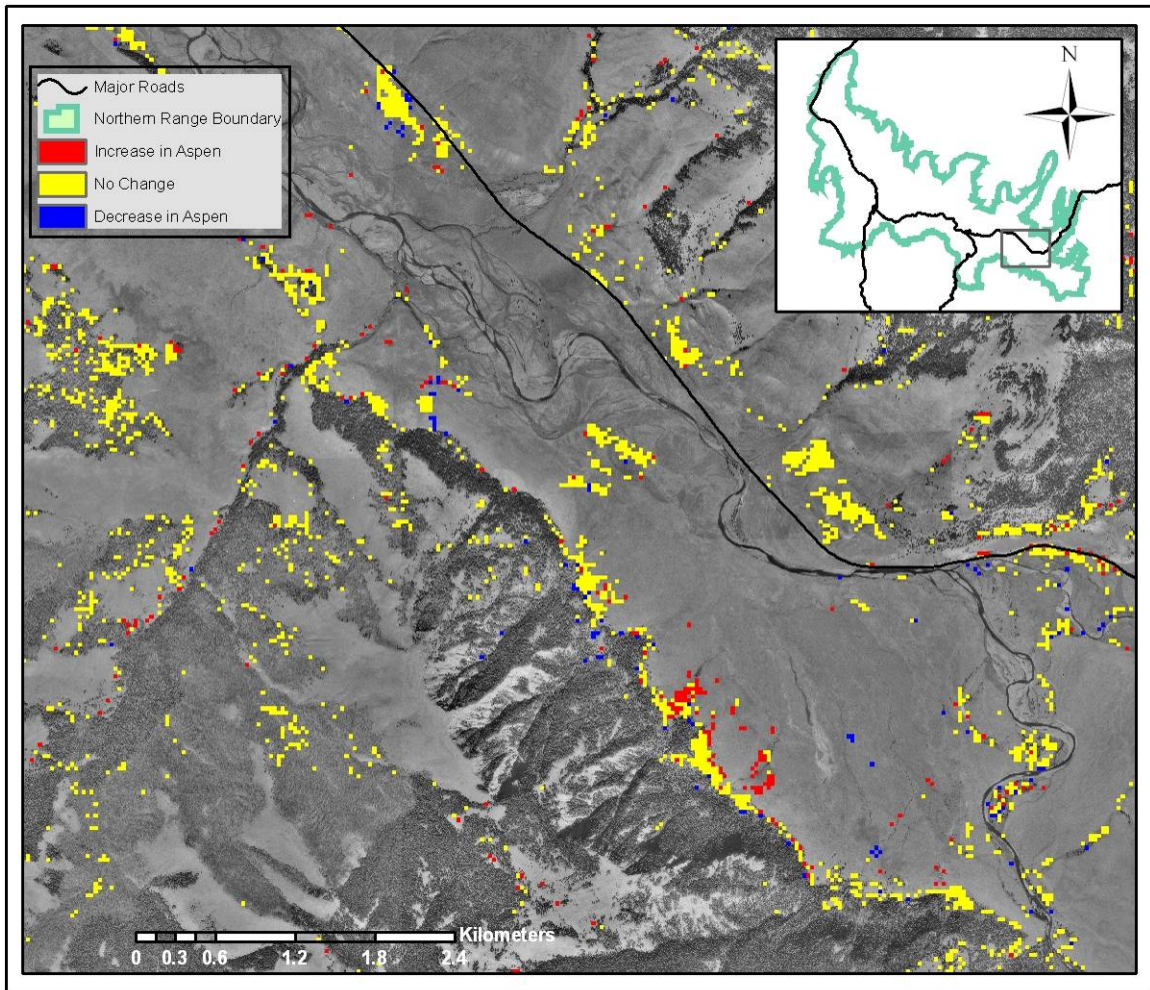 N
Major Roads
Northern Range Boundary
Increase in Aspen
No Change
Decrease in Aspen
Kilometers
0 0.3 0.6 1.2 1.8 2.4